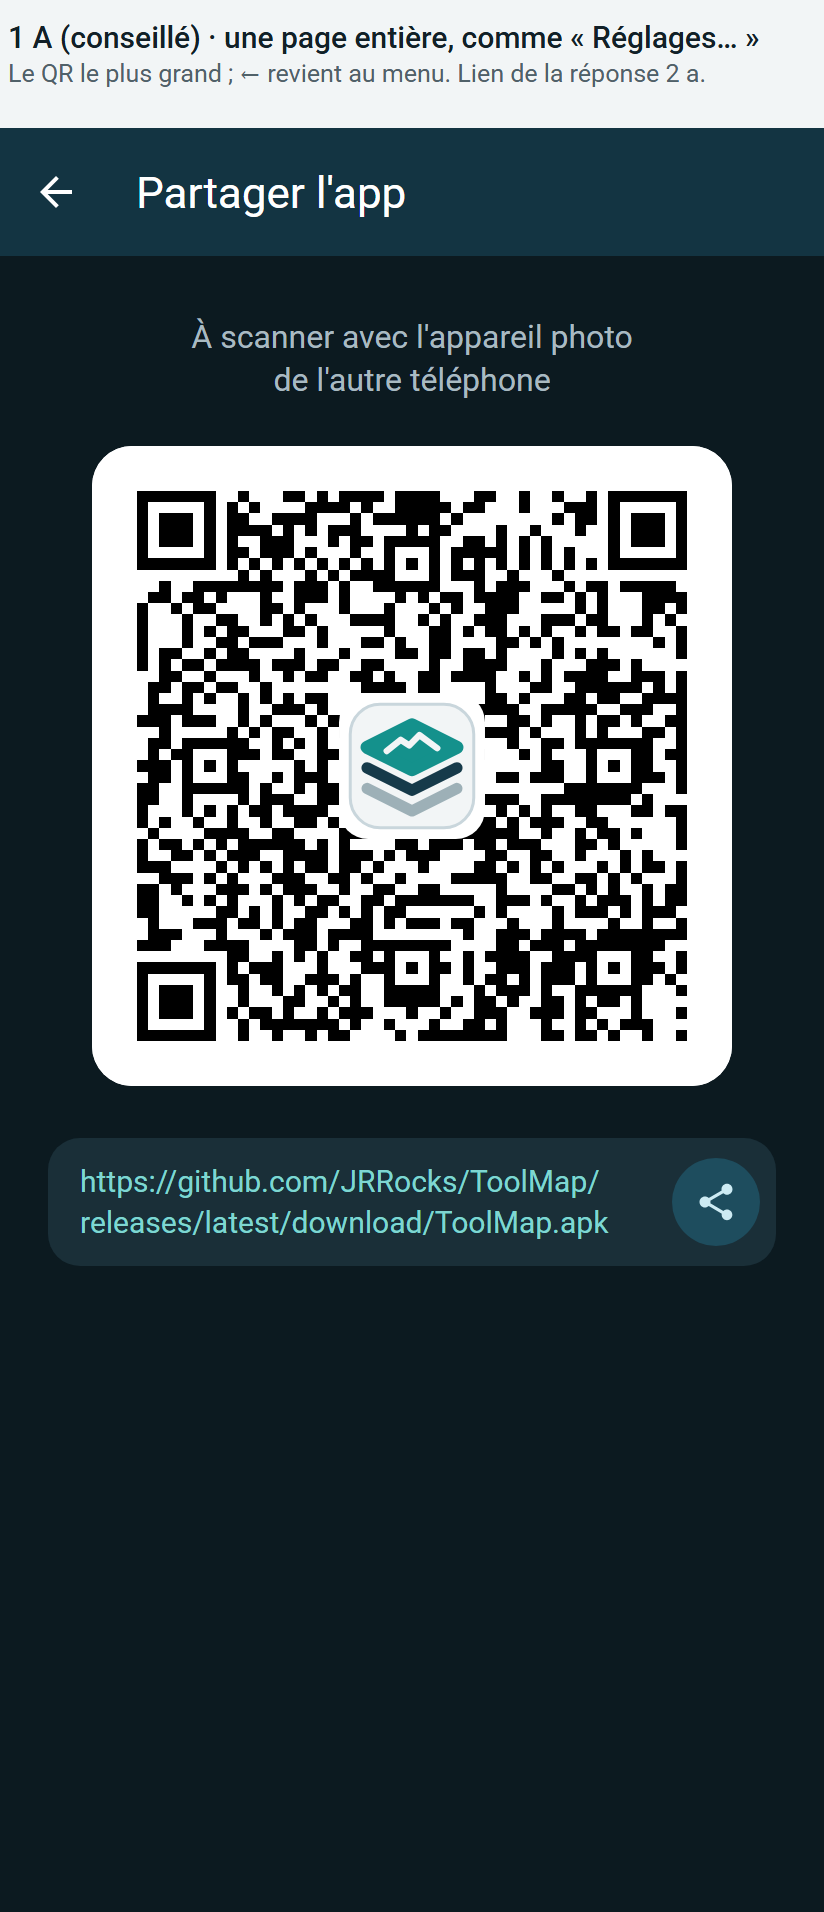 1 A (conseillé) · une page entière, comme « Réglages... »
Le QR le plus grand ; ← revient au menu. Lien de la réponse 2 a.
Partager l'app
À scanner avec l'appareil photo
de l'autre téléphone
https://github.com/JRRocks/ToolMap/
releases/latest/download/ToolMap.apk